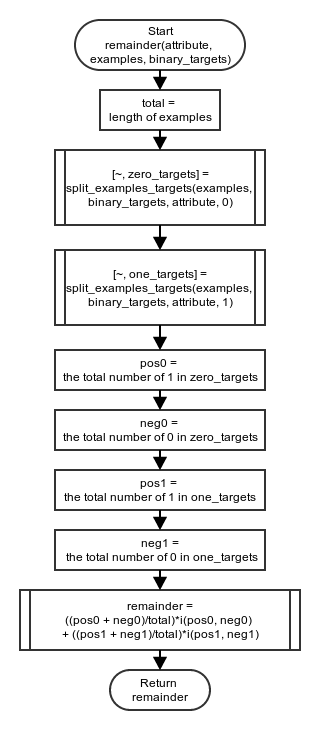 Start
remainder(attribute,
examples, binary_targets)
total =
length of examples
[~, zero_targets] =
split_examples_targets(examples,
binary_targets, attribute, 0)
[~, one_targets] =
split_examples_targets(examples,
binary_targets, attribute, 1)
pos0 =
the total number of 1 in zero_targets
neg0 =
the total number of 0 in zero_targets
pos1 =
the total number of 1 in one_targets
neg1 =
the total number of 0 in one_targets
remainder =
((pos0 + neg0)/total)*i(pos0, neg0)
+ ((pos1 + neg1)/total)*i(pos1, neg1)
Return
remainder